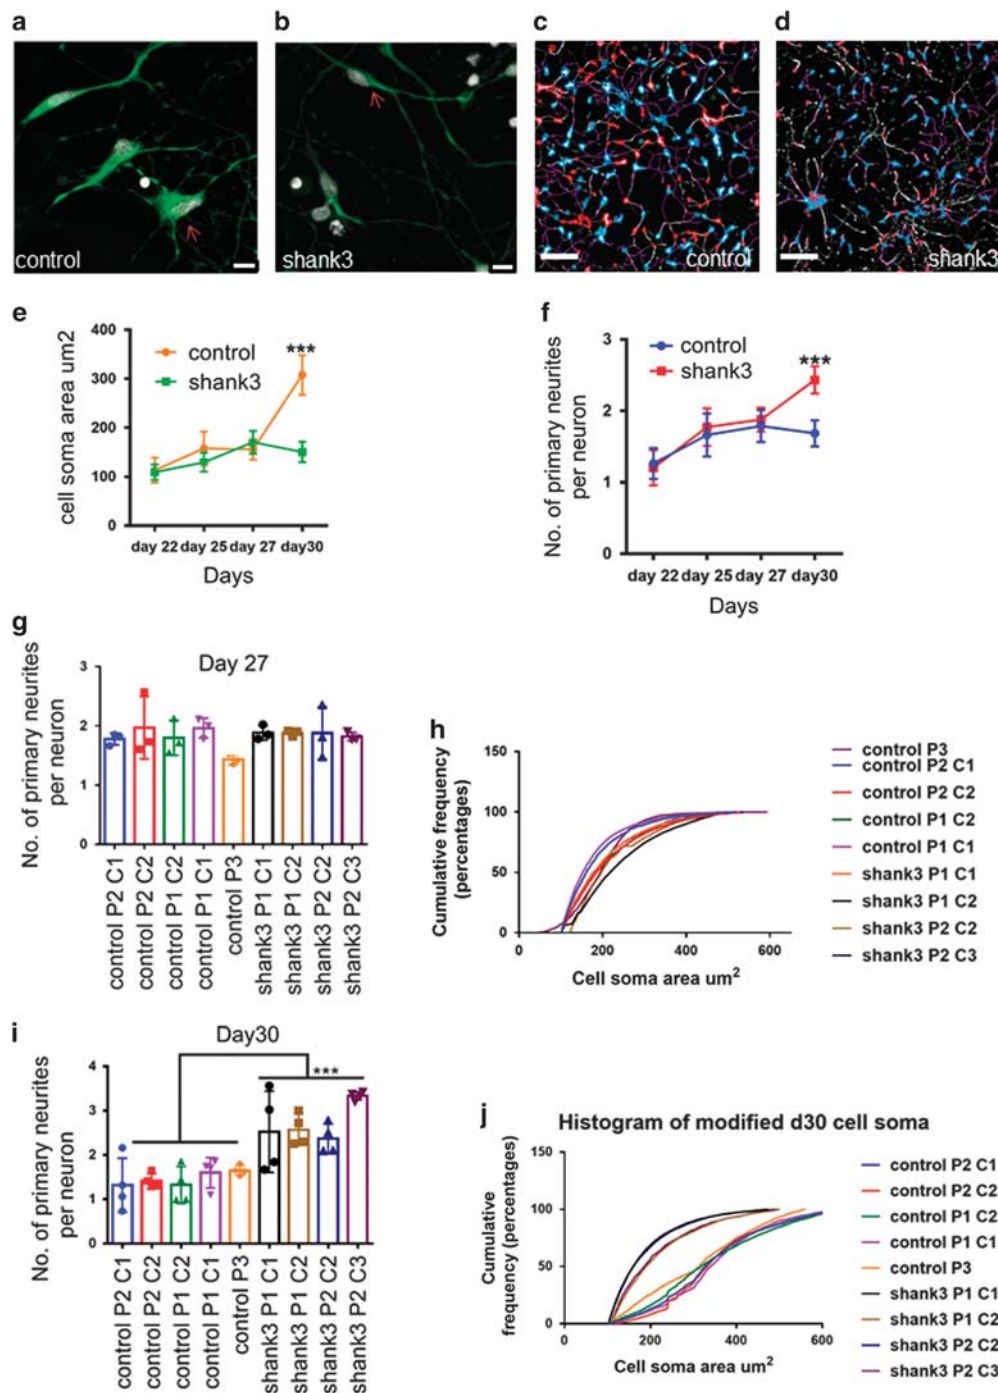 a
b
c
d
control
shank3
control
shank3
e
400
300
200
100
0
cell soma area um2
control
shank3
***
day 22 day 25 day 27 day30
Days
f
3
2
1
0
No. of primary neurites
per neuron
control
shank3
***
day 22 day 25 day 27 day30
Days
g
Day 27
3
2
1
0
No. of primary neurites
per neuron
control P2 C1
control P2 C2
control P1 C2
control P1 C1
control P3
shank3 P1 C1
shank3 P1 C2
shank3 P2 C2
shank3 P2 C3
h
150
100
50
0
Cumulative frequency
(percentages)
0 200 400 600
Cell soma area um²
control P3
control P2 C1
control P2 C2
control P1 C2
control P1 C1
shank3 P1 C1
shank3 P1 C2
shank3 P2 C2
shank3 P2 C3
i
Day30
4
3
2
1
0
No. of primary neurites
per neuron
***
control P2 C1
control P2 C2
control P1 C2
control P1 C1
control P3
shank3 P1 C1
shank3 P1 C2
shank3 P2 C2
shank3 P2 C3
j
Histogram of modified d30 cell soma
150
100
50
0
Cumulative
frequency (percentages)
0 200 400 600
Cell soma area um²
control P2 C1
control P2 C2
control P1 C2
control P1 C1
control P3
shank3 P1 C1
shank3 P1 C2
shank3 P2 C2
shank3 P2 C3